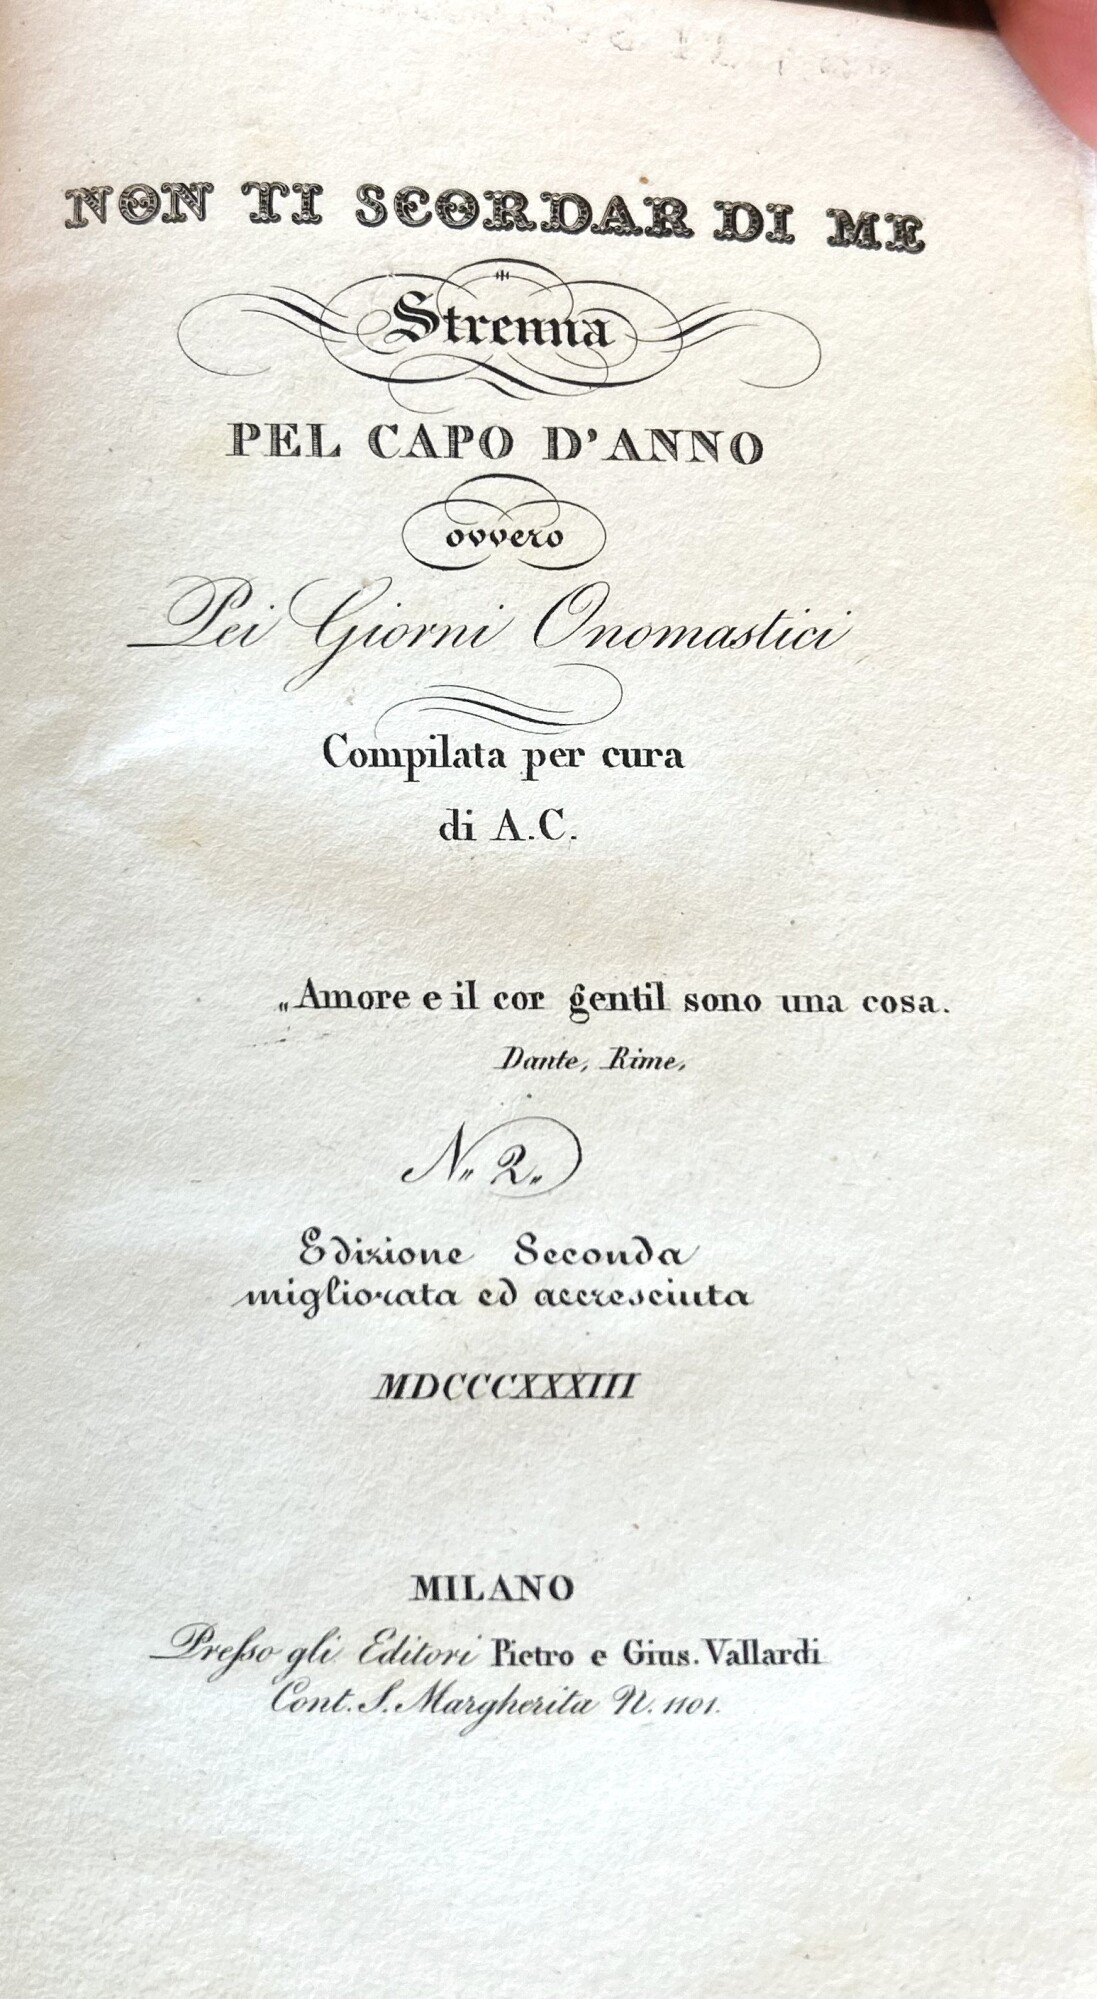 NON TI SCORDAR DI ME
Strenna
PEL CAPO D'ANNO
ovvero
Pei Giorni Onomastici
Compilata per cura
di A.C.
„Amore e il cor gentil sono una cosa.
Dante, Rime,
N.„ 2.„
Edizione Seconda
migliorata ed accresciuta
MDCCCXXXIII
MILANO
Presso gli Editori Pietro e Gius. Vallardi
Cont. S. Margherita N. 1101.